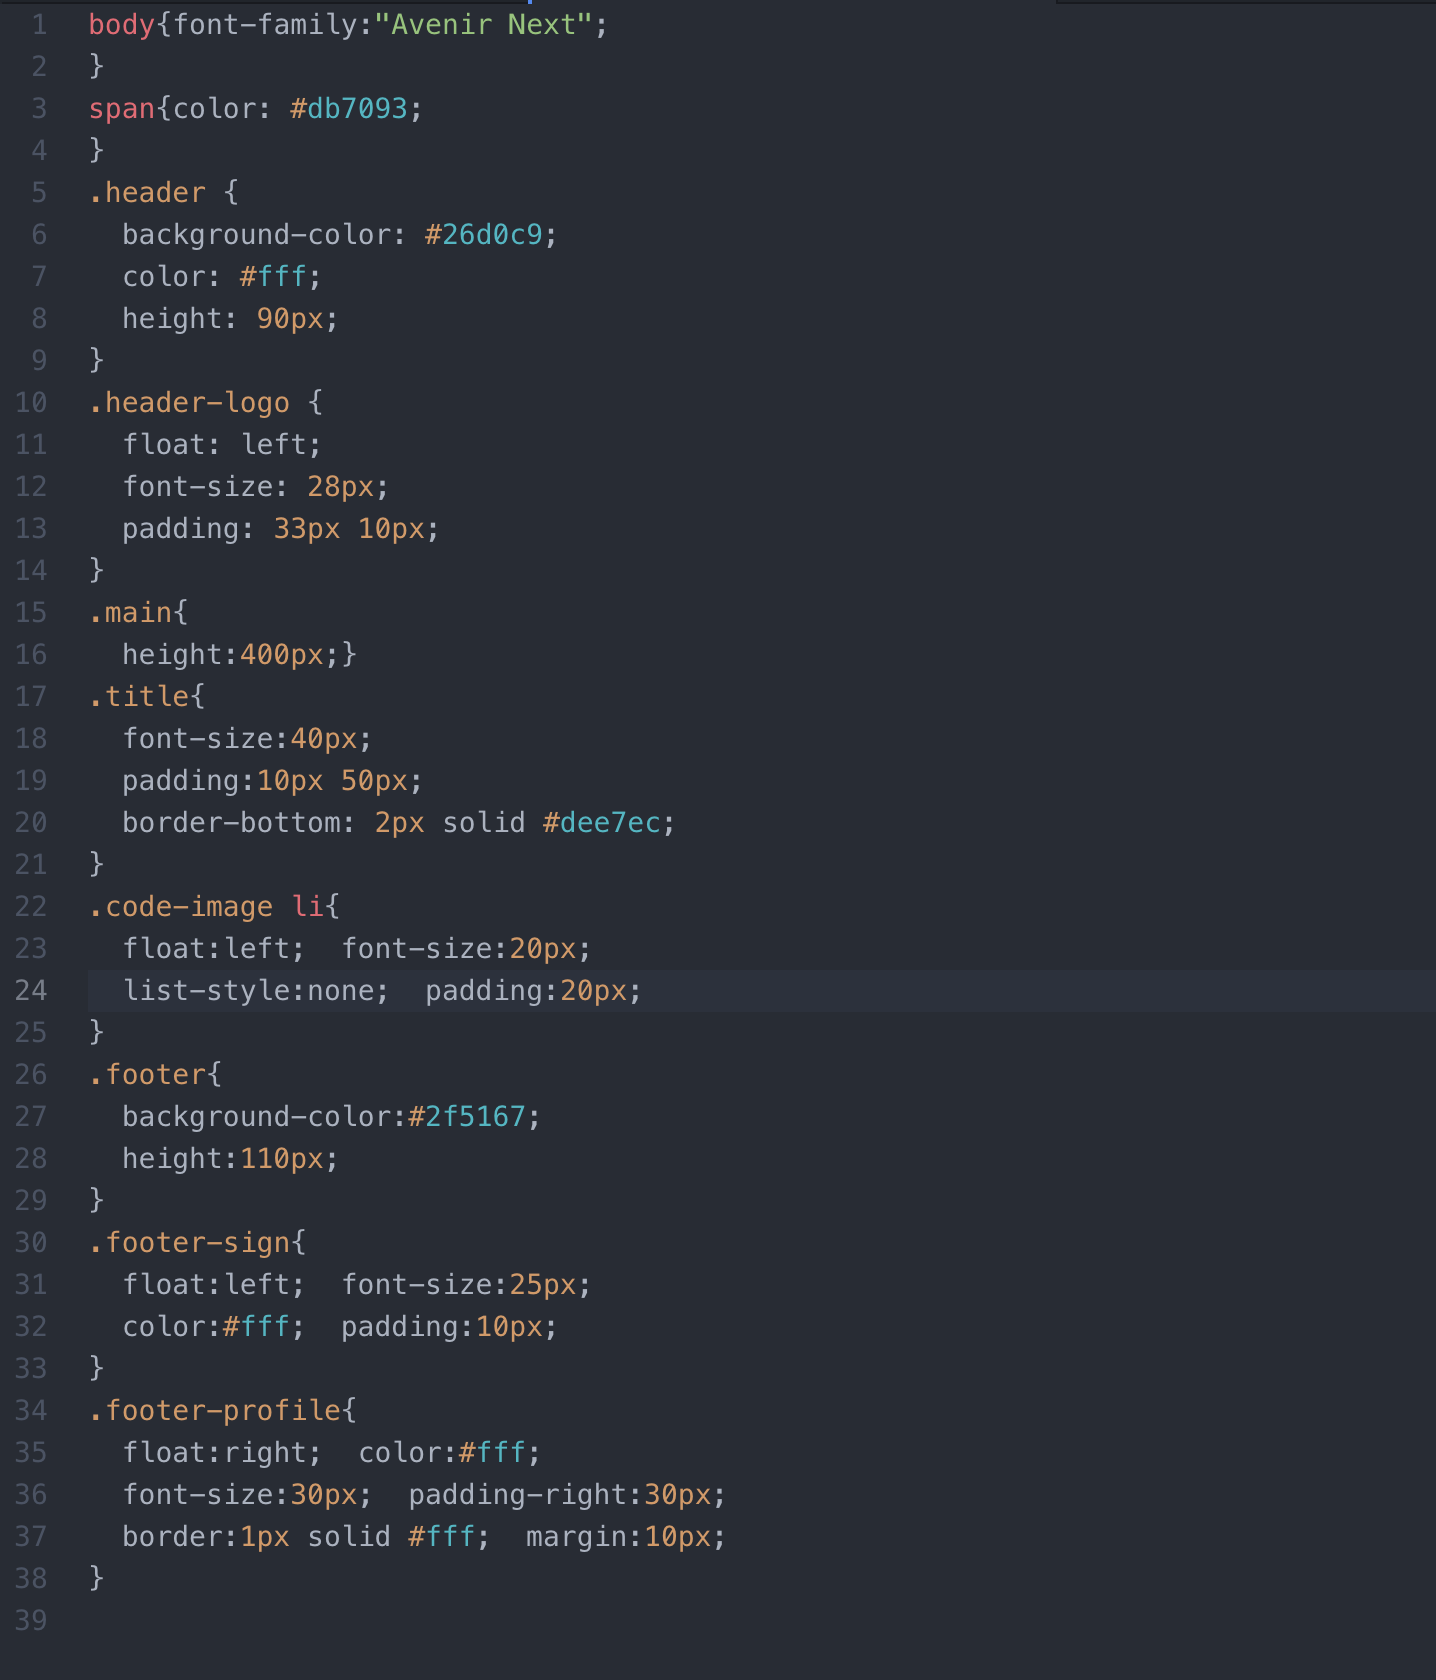 1 body{font-family:"Avenir Next";
2 }
3 span{color: #db7093;
4 }
5 .header {
6   background-color: #26d0c9;
7   color: #fff;
8   height: 90px;
9 }
10 .header-logo {
11   float: left;
12   font-size: 28px;
13   padding: 33px 10px;
14 }
15 .main{
16   height:400px;}
17 .title{
18   font-size:40px;
19   padding:10px 50px;
20   border-bottom: 2px solid #dee7ec;
21 }
22 .code-image li{
23   float:left;  font-size:20px;
24   list-style:none;  padding:20px;
25 }
26 .footer{
27   background-color:#2f5167;
28   height:110px;
29 }
30 .footer-sign{
31   float:left;  font-size:25px;
32   color:#fff;  padding:10px;
33 }
34 .footer-profile{
35   float:right;  color:#fff;
36   font-size:30px;  padding-right:30px;
37   border:1px solid #fff;  margin:10px;
38 }
39